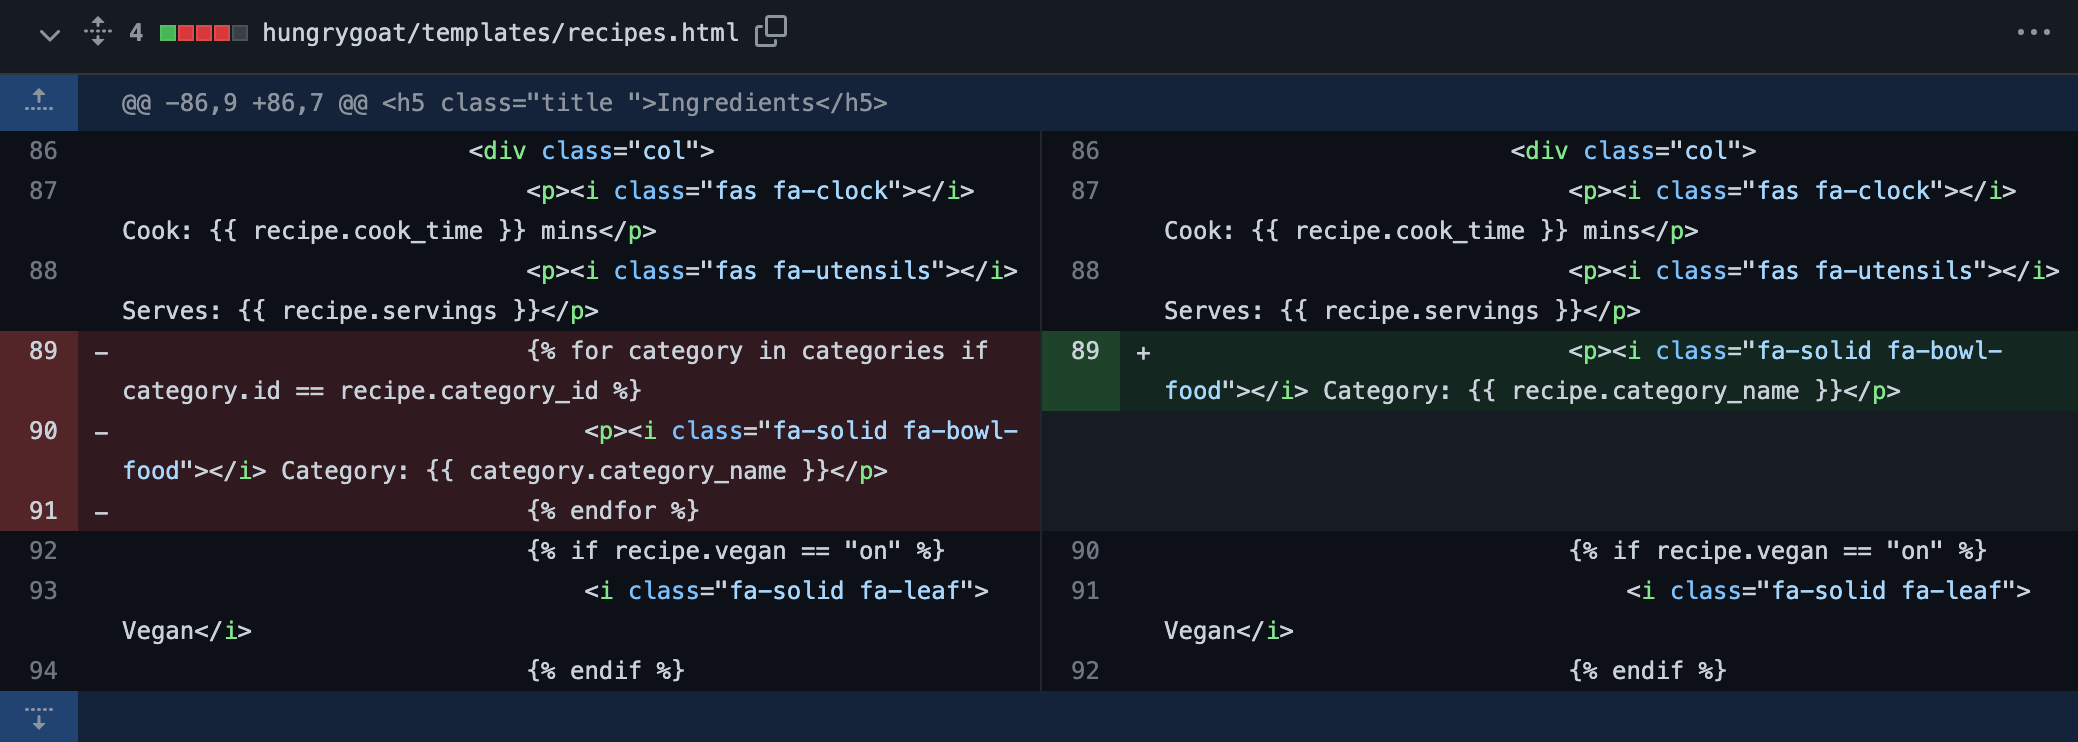 4 hungrygoat/templates/recipes.html
@@ -86,9 +86,7 @@ <h5 class="title ">Ingredients</h5>
86 <div class="col">
87 <p><i class="fas fa-clock"></i>
Cook: {{ recipe.cook_time }} mins</p>
88 <p><i class="fas fa-utensils"></i>
Serves: {{ recipe.servings }}</p>
89 - {% for category in categories if
category.id == recipe.category_id %}
90 - <p><i class="fa-solid fa-bowl-
food"></i> Category: {{ category.category_name }}</p>
91 - {% endfor %}
92 {% if recipe.vegan == "on" %}
93 <i class="fa-solid fa-leaf">
Vegan</i>
94 {% endif %}
86 <div class="col">
87 <p><i class="fas fa-clock"></i>
Cook: {{ recipe.cook_time }} mins</p>
88 <p><i class="fas fa-utensils"></i>
Serves: {{ recipe.servings }}</p>
89 + <p><i class="fa-solid fa-bowl-
food"></i> Category: {{ recipe.category_name }}</p>
90 {% if recipe.vegan == "on" %}
91 <i class="fa-solid fa-leaf">
Vegan</i>
92 {% endif %}